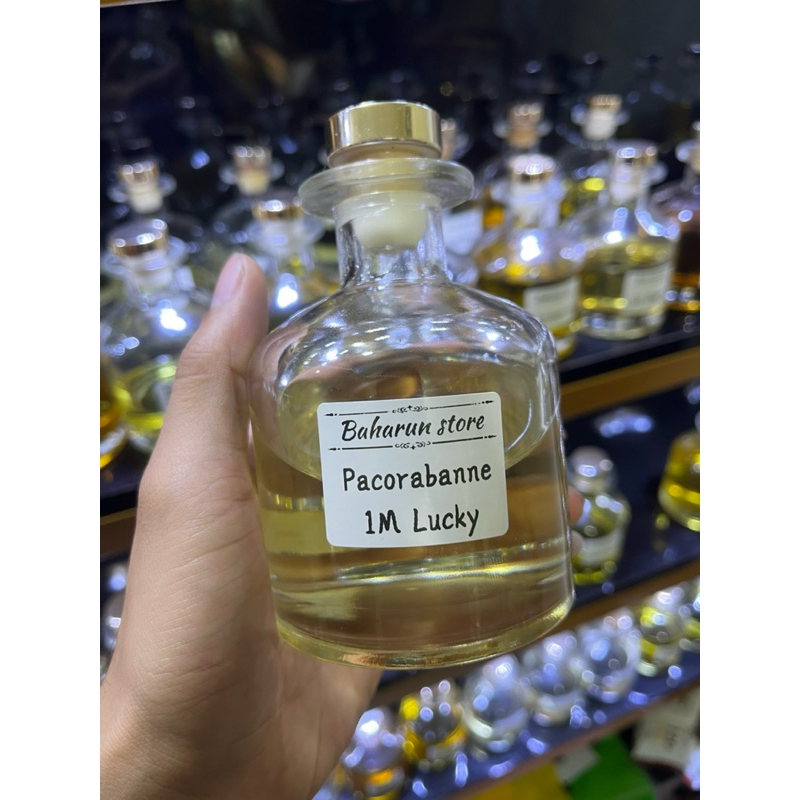 Baharun store
Pacorabanne
1M Lucky